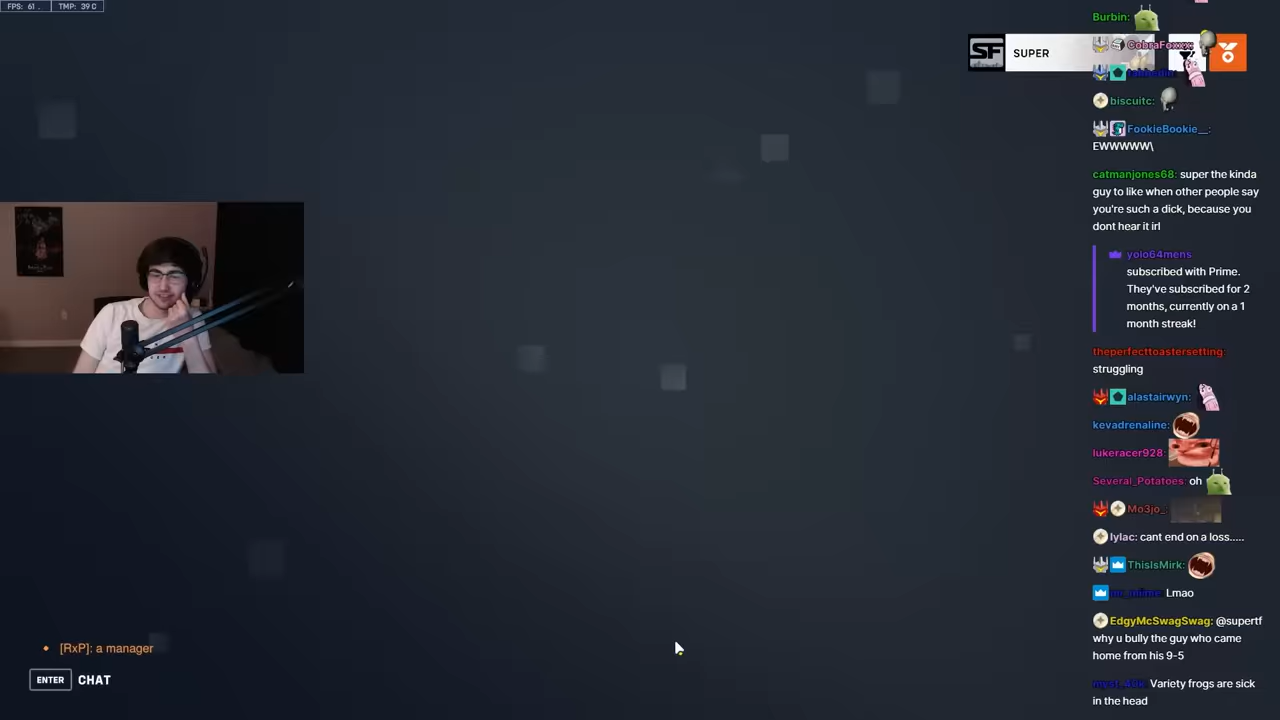 FPS: 61 . TMP: 39 C
SF SUPER
[RxP]: a manager
ENTER CHAT
Burbin:
CobraFoxxx:
biscuitc:
FookieBookie__:
EWWWWW\
catmanjones68: super the kinda
guy to like when other people say
you're such a dick, because you
dont hear it irl
yolo64mens
subscribed with Prime.
They've subscribed for 2
months, currently on a 1
month streak!
theperfecttoastersetting:
struggling
alastairwyn:
kevadrenaline:
lukeracer928:
Several_Potatoes: oh
Mo3jo_:
lylac: cant end on a loss.....
ThisIsMirk:
Lmao
EdgyMcSwagSwag: @supertf
why u bully the guy who came
home from his 9-5
Variety frogs are sick
in the head